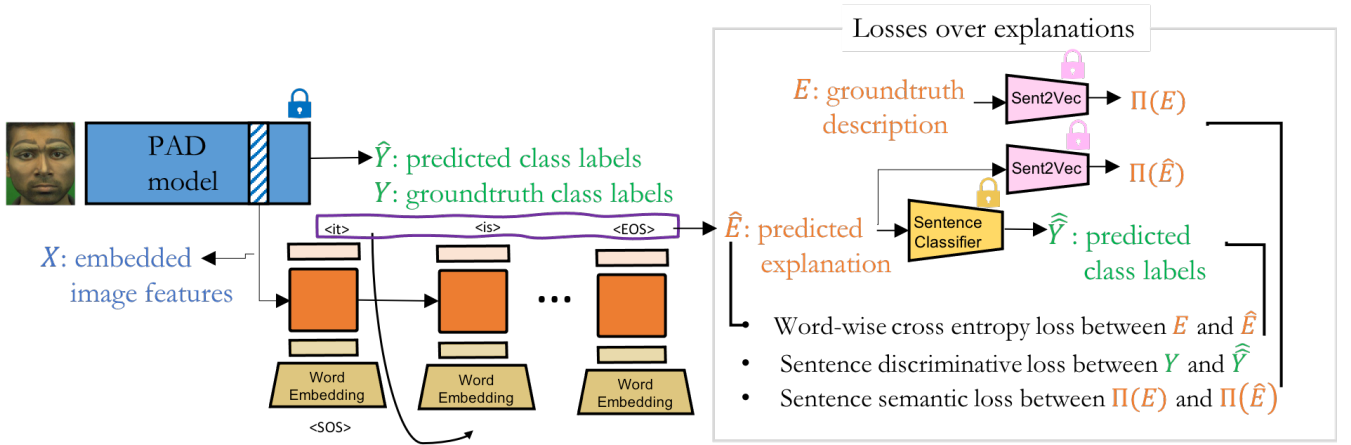 Losses over explanations
PAD
model
Ŷ: predicted class labels
Y: groundtruth class labels
X: embedded
image features
<it>
<is>
<EOS>
Word
Embedding
Word
Embedding
Word
Embedding
<SOS>
E: groundtruth
description
Sent2Vec
Π(E)
Sent2Vec
Π(Ê)
Ê: predicted
explanation
Sentence
Classifier
Ŷ̂: predicted
class labels
• Word-wise cross entropy loss between E and Ê
• Sentence discriminative loss between Y and Ŷ̂
• Sentence semantic loss between Π(E) and Π(Ê)